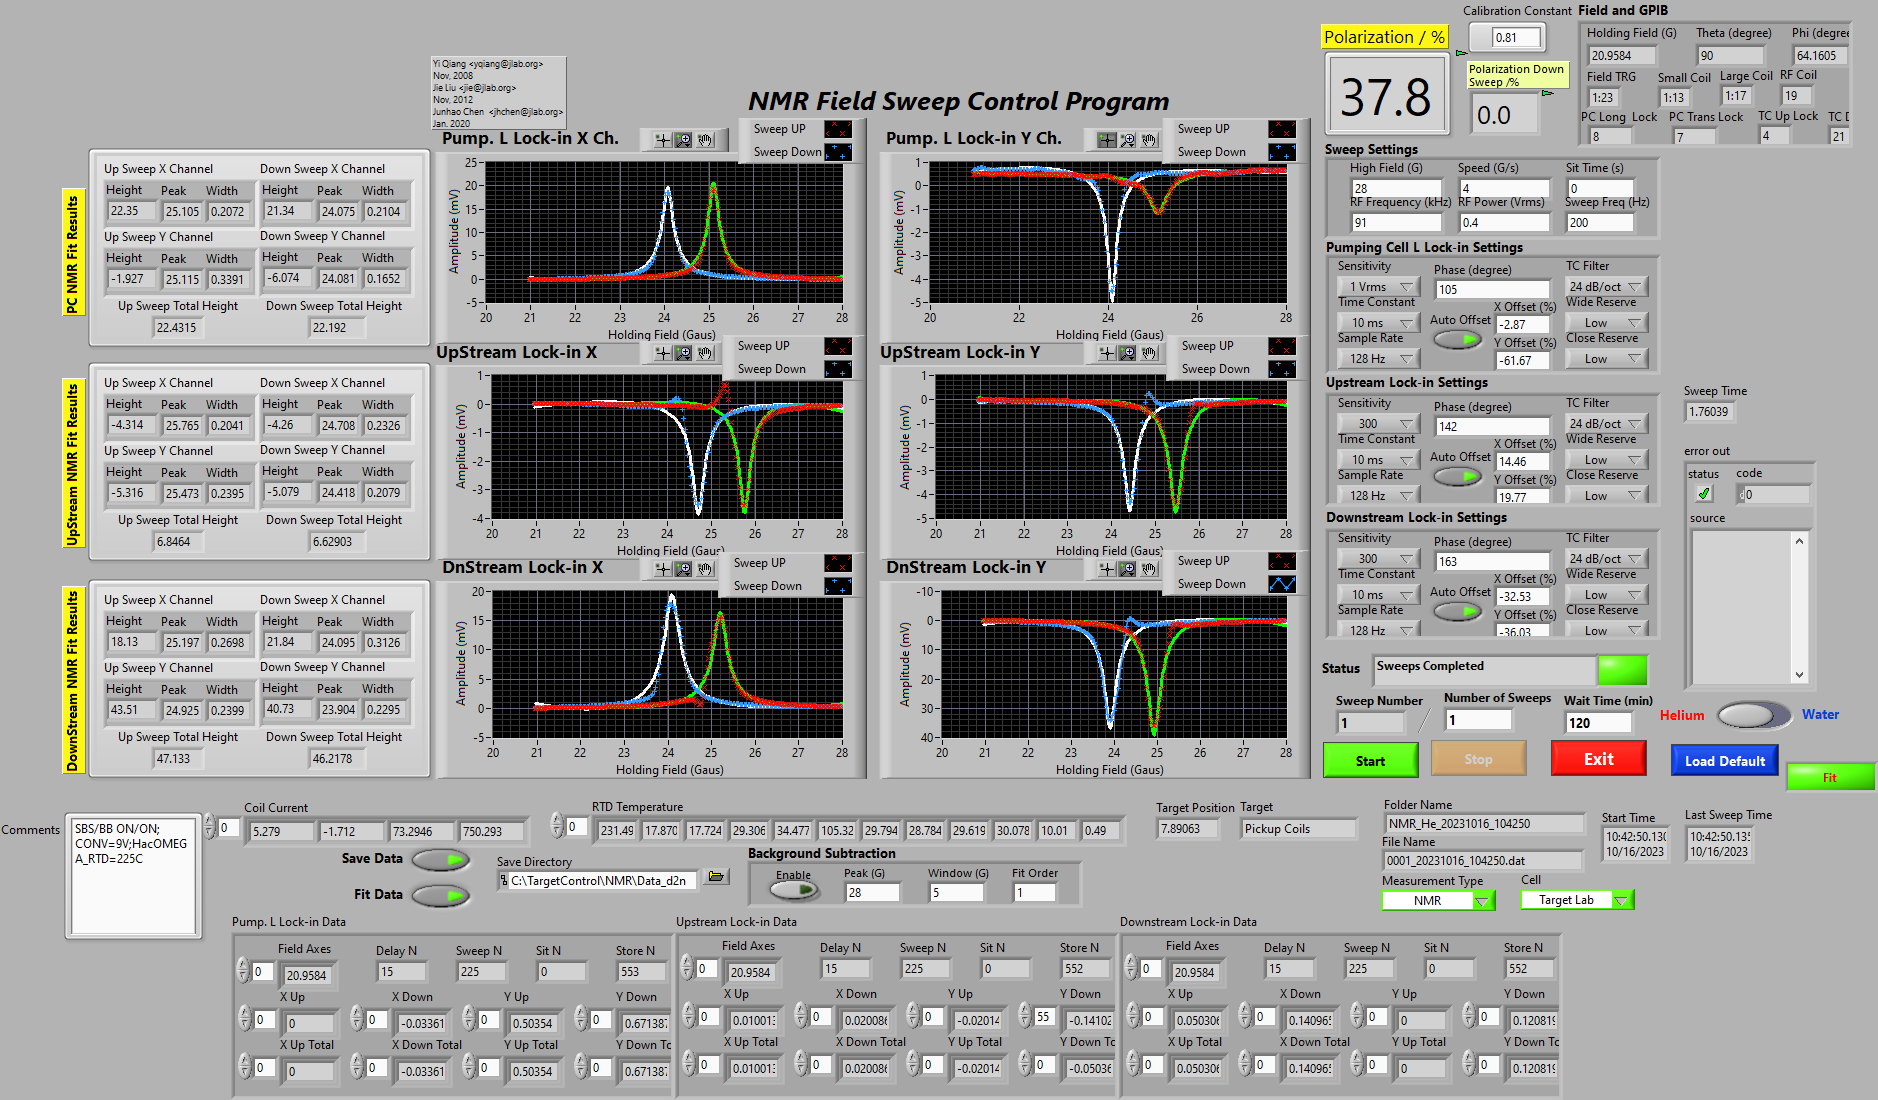 Yi Qiang <yqiang@jlab.org>
Nov, 2008
Jie Liu <jie@jlab.org>
Nov, 2012
Junhao Chen <jhchen@jlab.org>
Jan. 2020
NMR Field Sweep Control Program
Polarization / %
37.8
Calibration Constant
0.81
Polarization Down
Sweep /%
0.0
Field and GPIB
Holding Field (G) Theta (degree) Phi (degree
20.9584 90 64.1605
Field TRG Small Coil Large Coil RF Coil
1:23 1:13 1:17 19
PC Long Lock PC Trans Lock TC Up Lock TC D
8 7 4 21
PC NMR Fit Results
Up Sweep X Channel Down Sweep X Channel
Height Peak Width Height Peak Width
22.35 25.105 0.2072 21.34 24.075 0.2104
Up Sweep Y Channel Down Sweep Y Channel
Height Peak Width Height Peak Width
-1.927 25.115 0.3391 -6.074 24.081 0.1652
Up Sweep Total Height Down Sweep Total Height
22.4315 22.192
UpStream NMR Fit Results
Up Sweep X Channel Down Sweep X Channel
Height Peak Width Height Peak Width
-4.314 25.765 0.2041 -4.26 24.708 0.2326
Up Sweep Y Channel Down Sweep Y Channel
Height Peak Width Height Peak Width
-5.316 25.473 0.2395 -5.079 24.418 0.2079
Up Sweep Total Height Down Sweep Total Height
6.8464 6.62903
DownStream NMR Fit Results
Up Sweep X Channel Down Sweep X Channel
Height Peak Width Height Peak Width
18.13 25.197 0.2698 21.84 24.095 0.3126
Up Sweep Y Channel Down Sweep Y Channel
Height Peak Width Height Peak Width
43.51 24.925 0.2399 40.73 23.904 0.2295
Up Sweep Total Height Down Sweep Total Height
47.133 46.2178
Pump. L Lock-in X Ch.
Sweep UP
Sweep Down
Amplitude (mV)
25
20
15
10
5
0
-5
20 21 22 23 24 25 26 27 28
Holding Field (Gaus)
Pump. L Lock-in Y Ch.
Sweep UP
Sweep Down
Amplitude (mV)
1
0
-1
-2
-3
-4
-5
20 22 24 26 28
Holding Field (Gaus)
UpStream Lock-in X
Sweep UP
Sweep Down
Amplitude (mV)
1
0
-1
-2
-3
-4
20 21 22 23 24 25 26 27 28
Holding Field (Gaus)
UpStream Lock-in Y
Sweep UP
Sweep Down
Amplitude (mV)
1
0
-1
-2
-3
-4
-5
20 21 22 23 24 25 26 27 28
Holding Field (Gaus)
DnStream Lock-in X
Sweep UP
Sweep Down
Amplitude (mV)
20
15
10
5
0
-5
20 21 22 23 24 25 26 27 28
Holding Field (Gaus)
DnStream Lock-in Y
Sweep UP
Sweep Down
Amplitude (mV)
-10
0
10
20
30
40
20 21 22 23 24 25 26 27 28
Holding Field (Gaus)
Sweep Settings
High Field (G) Speed (G/s) Sit Time (s)
28 4 0
RF Frequency (kHz) RF Power (Vrms) Sweep Freq (Hz)
91 0.4 200
Pumping Cell L Lock-in Settings
Sensitivity Phase (degree) TC Filter
1 Vrms 105 24 dB/oct
Time Constant X Offset (%) Wide Reserve
10 ms Auto Offset -2.87 Low
Sample Rate Y Offset (%) Close Reserve
128 Hz -61.67 Low
Upstream Lock-in Settings
Sensitivity Phase (degree) TC Filter
300 142 24 dB/oct
Time Constant X Offset (%) Wide Reserve
10 ms Auto Offset 14.46 Low
Sample Rate Y Offset (%) Close Reserve
128 Hz 19.77 Low
Downstream Lock-in Settings
Sensitivity Phase (degree) TC Filter
300 163 24 dB/oct
Time Constant X Offset (%) Wide Reserve
10 ms Auto Offset -32.53 Low
Sample Rate Y Offset (%) Close Reserve
128 Hz -36.03 Low
Sweep Time
1.76039
error out
status code
0
source
Status Sweeps Completed
Sweep Number Number of Sweeps Wait Time (min)
1 / 1 120
Helium Water
Start Stop Exit Load Default Fit
Comments
SBS/BB ON/ON;
CONV=9V;HacOMEG
A_RTD=225C
Coil Current
0 5.279 -1.712 73.2946 750.293
RTD Temperature
0 231.49 17.870 17.724 29.306 34.477 105.32 29.794 28.784 29.619 30.078 10.01 0.49
Target Position Target
7.89063 Pickup Coils
Folder Name
NMR_He_20231016_104250
File Name
0001_20231016_104250.dat
Start Time Last Sweep Time
10:42:50.13 10:42:50.13
10/16/2023 10/16/2023
Measurement Type Cell
NMR Target Lab
Save Data
Fit Data
Save Directory
C:\TargetControl\NMR\Data_d2n
Background Subtraction
Enable Peak (G) Window (G) Fit Order
28 5 1
Pump. L Lock-in Data
Field Axes Delay N Sweep N Sit N Store N
0 20.9584 15 225 0 553
X Up X Down Y Up Y Down
0 0 0 -0.03361 0 0.50354 0 0.671387
X Up Total X Down Total Y Up Total Y Down To
0 0 0 -0.03361 0 0.50354 0 0.671387
Upstream Lock-in Data
Field Axes Delay N Sweep N Sit N Store N
0 20.9584 15 225 0 552
X Up X Down Y Up Y Down
0 0.010013 0 0.020086 0 -0.02014 55 -0.14102
X Up Total X Down Total Y Up Total Y Down To
0 0.010013 0 0.020086 0 -0.02014 0 -0.05036
Downstream Lock-in Data
Field Axes Delay N Sweep N Sit N Store N
0 20.9584 15 225 0 552
X Up X Down Y Up Y Down
0 0.050306 0 0.140965 0 0 0 0.120819
X Up Total X Down Total Y Up Total Y Down To
0 0.050306 0 0.140965 0 0 0 0.120819